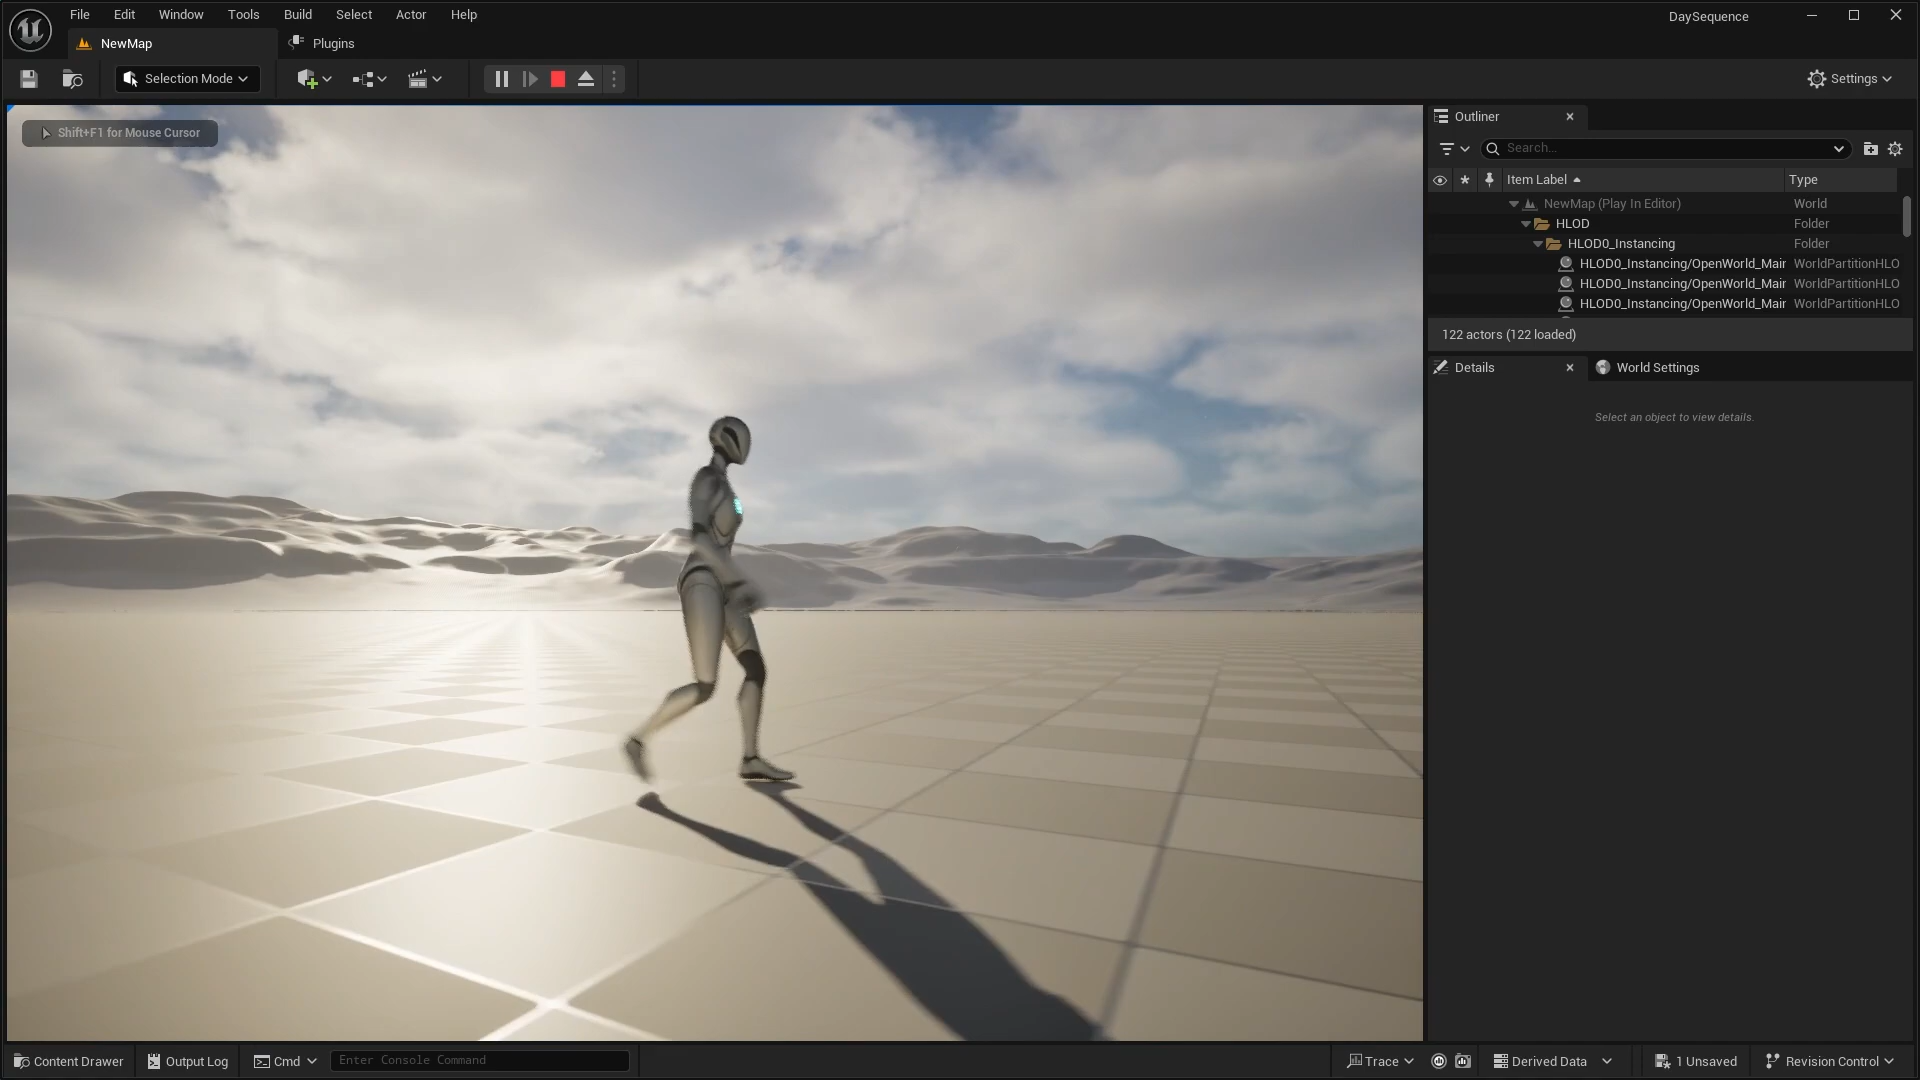 File Edit Window Tools Build Select Actor Help
DaySequence
NewMap
Plugins
Selection Mode
Settings
Shift+F1 for Mouse Cursor
Outliner
Search...
Item Label
Type
NewMap (Play In Editor) World
HLOD Folder
HLOD0_Instancing Folder
HLOD0_Instancing/OpenWorld_Mair WorldPartitionHLO
HLOD0_Instancing/OpenWorld_Mair WorldPartitionHLO
HLOD0_Instancing/OpenWorld_Mair WorldPartitionHLO
122 actors (122 loaded)
Details
World Settings
Select an object to view details.
Content Drawer
Output Log
Cmd
Enter Console Command
Trace
Derived Data
1 Unsaved
Revision Control